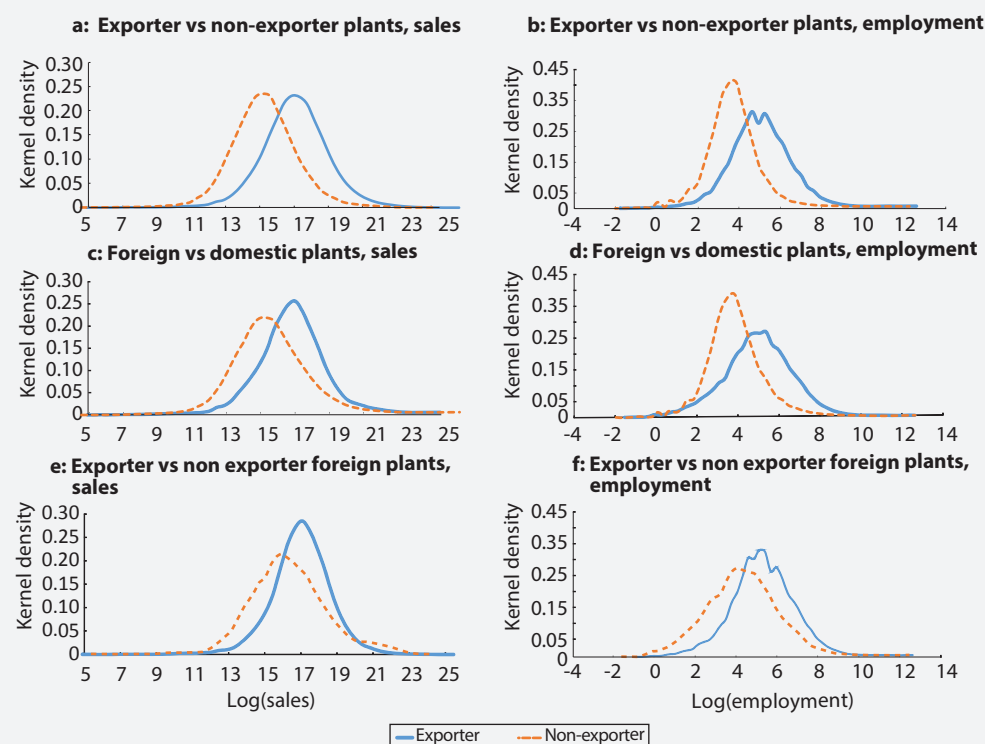 a: Exporter vs non-exporter plants, sales
Kernel density
0.30
0.25
0.20
0.15
0.10
0.05
0
5 7 9 11 13 15 17 19 21 23 25
b: Exporter vs non-exporter plants, employment
Kernel density
0.45
0.35
0.25
0.15
0.05
0
-4 -2 0 2 4 6 8 10 12 14
c: Foreign vs domestic plants, sales
Kernel density
0.30
0.25
0.20
0.15
0.10
0.05
0
5 7 9 11 13 15 17 19 21 23 25
d: Foreign vs domestic plants, employment
Kernel density
0.45
0.35
0.25
0.15
0.05
0
-4 -2 0 2 4 6 8 10 12 14
e: Exporter vs non exporter foreign plants,
sales
Kernel density
0.30
0.25
0.20
0.15
0.10
0.05
0
5 7 9 11 13 15 17 19 21 23 25
Log(sales)
f: Exporter vs non exporter foreign plants,
employment
Kernel density
0.45
0.35
0.25
0.15
0.05
0
-4 -2 0 2 4 6 8 10 12 14
Log(employment)
Exporter Non-exporter